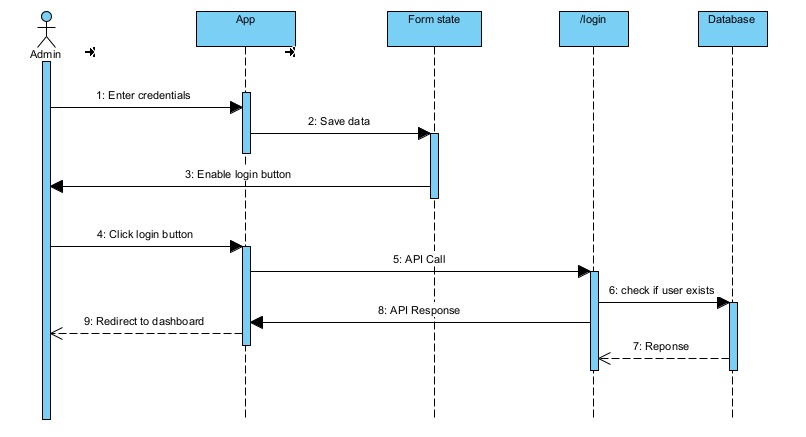 App
Form state
/login
Database
Admin
1: Enter credentials
2: Save data
3: Enable login button
4: Click login button
5: API Call
6: check if user exists
8: API Response
9: Redirect to dashboard
7: Reponse